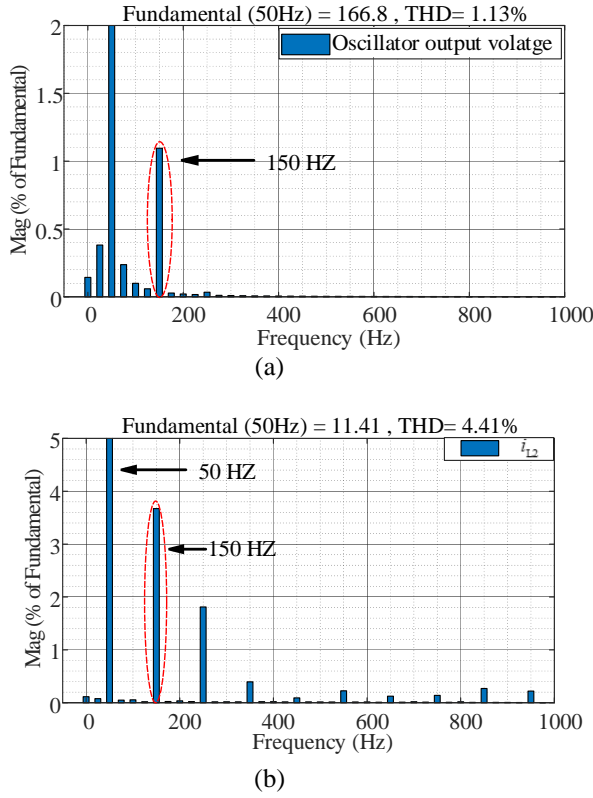 Fundamental (50Hz) = 166.8 , THD= 1.13%
2
1.5
1
0.5
0
Mag (% of Fundamental)
Oscillator output volatge
150 HZ
0 200 400 600 800 1000
Frequency (Hz)
(a)
Fundamental (50Hz) = 11.41 , THD= 4.41%
5
4
3
2
1
0
Mag (% of Fundamental)
iL2
50 HZ
150 HZ
0 200 400 600 800 1000
Frequency (Hz)
(b)